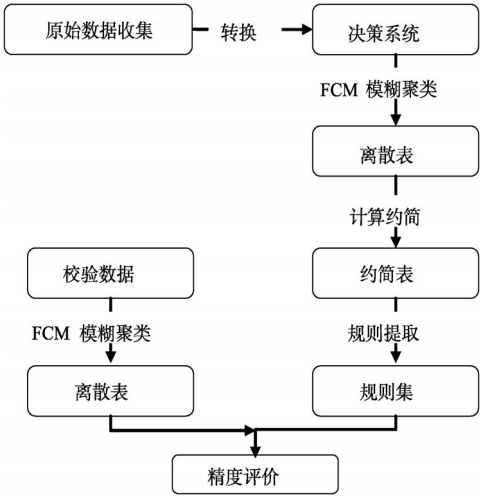 原始数据收集 转换 决策系统
FCM 模糊聚类
离散表
计算约简
校验数据 约简表
FCM 模糊聚类 规则提取
离散表 规则集
精度评价